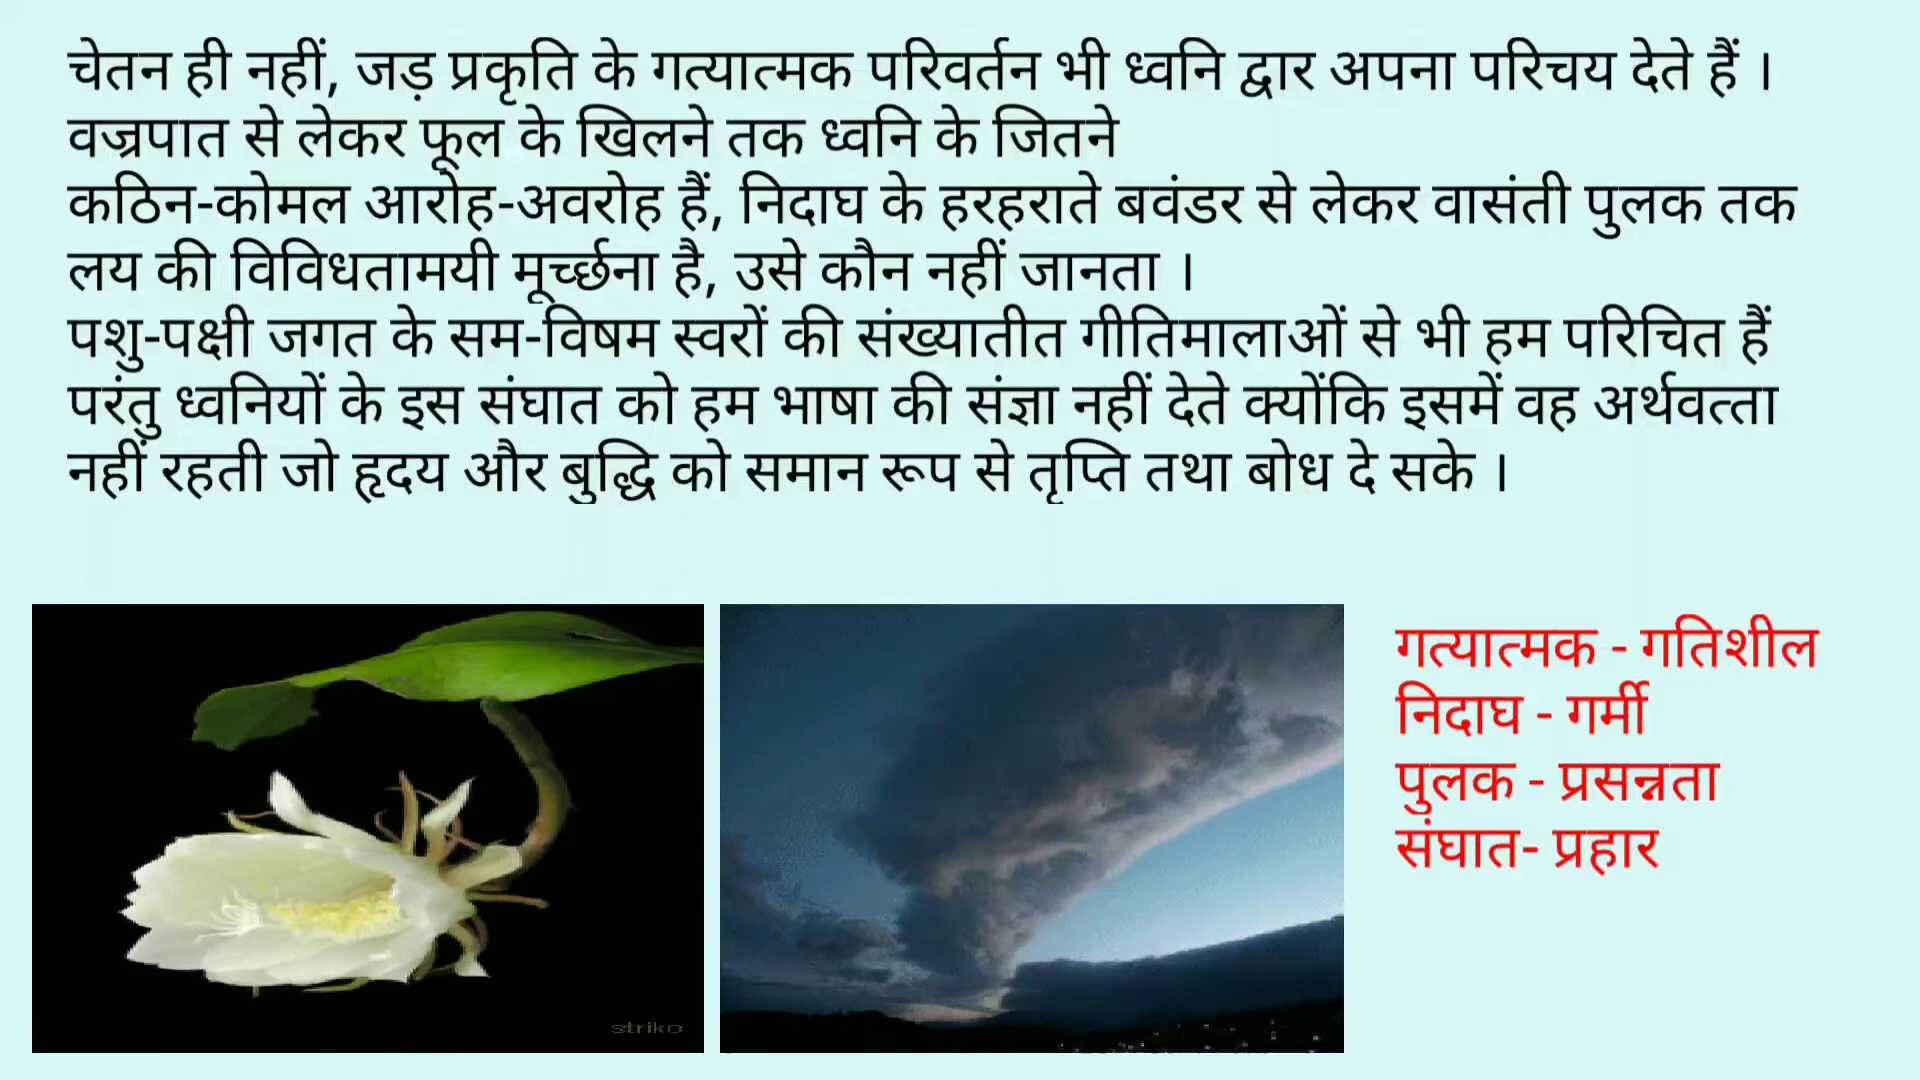 चेतन ही नहीं, जड़ प्रकृति के गत्यात्मक परिवर्तन भी ध्वनि द्वार अपना परिचय देते हैं ।
वज्रपात से लेकर फूल के खिलने तक ध्वनि के जितने
कठिन-कोमल आरोह-अवरोह हैं, निदाघ के हरहराते बवंडर से लेकर वासंती पुलक तक
लय की विविधतामयी मूर्च्छना है, उसे कौन नहीं जानता ।
पशु-पक्षी जगत के सम-विषम स्वरों की संख्यातीत गीतिमालाओं से भी हम परिचित हैं
परंतु ध्वनियों के इस संघात को हम भाषा की संज्ञा नहीं देते क्योंकि इसमें वह अर्थवत्ता
नहीं रहती जो हृदय और बुद्धि को समान रूप से तृप्ति तथा बोध दे सके ।
गत्यात्मक - गतिशील
निदाघ - गर्मी
पुलक - प्रसन्नता
संघात- प्रहार
striko